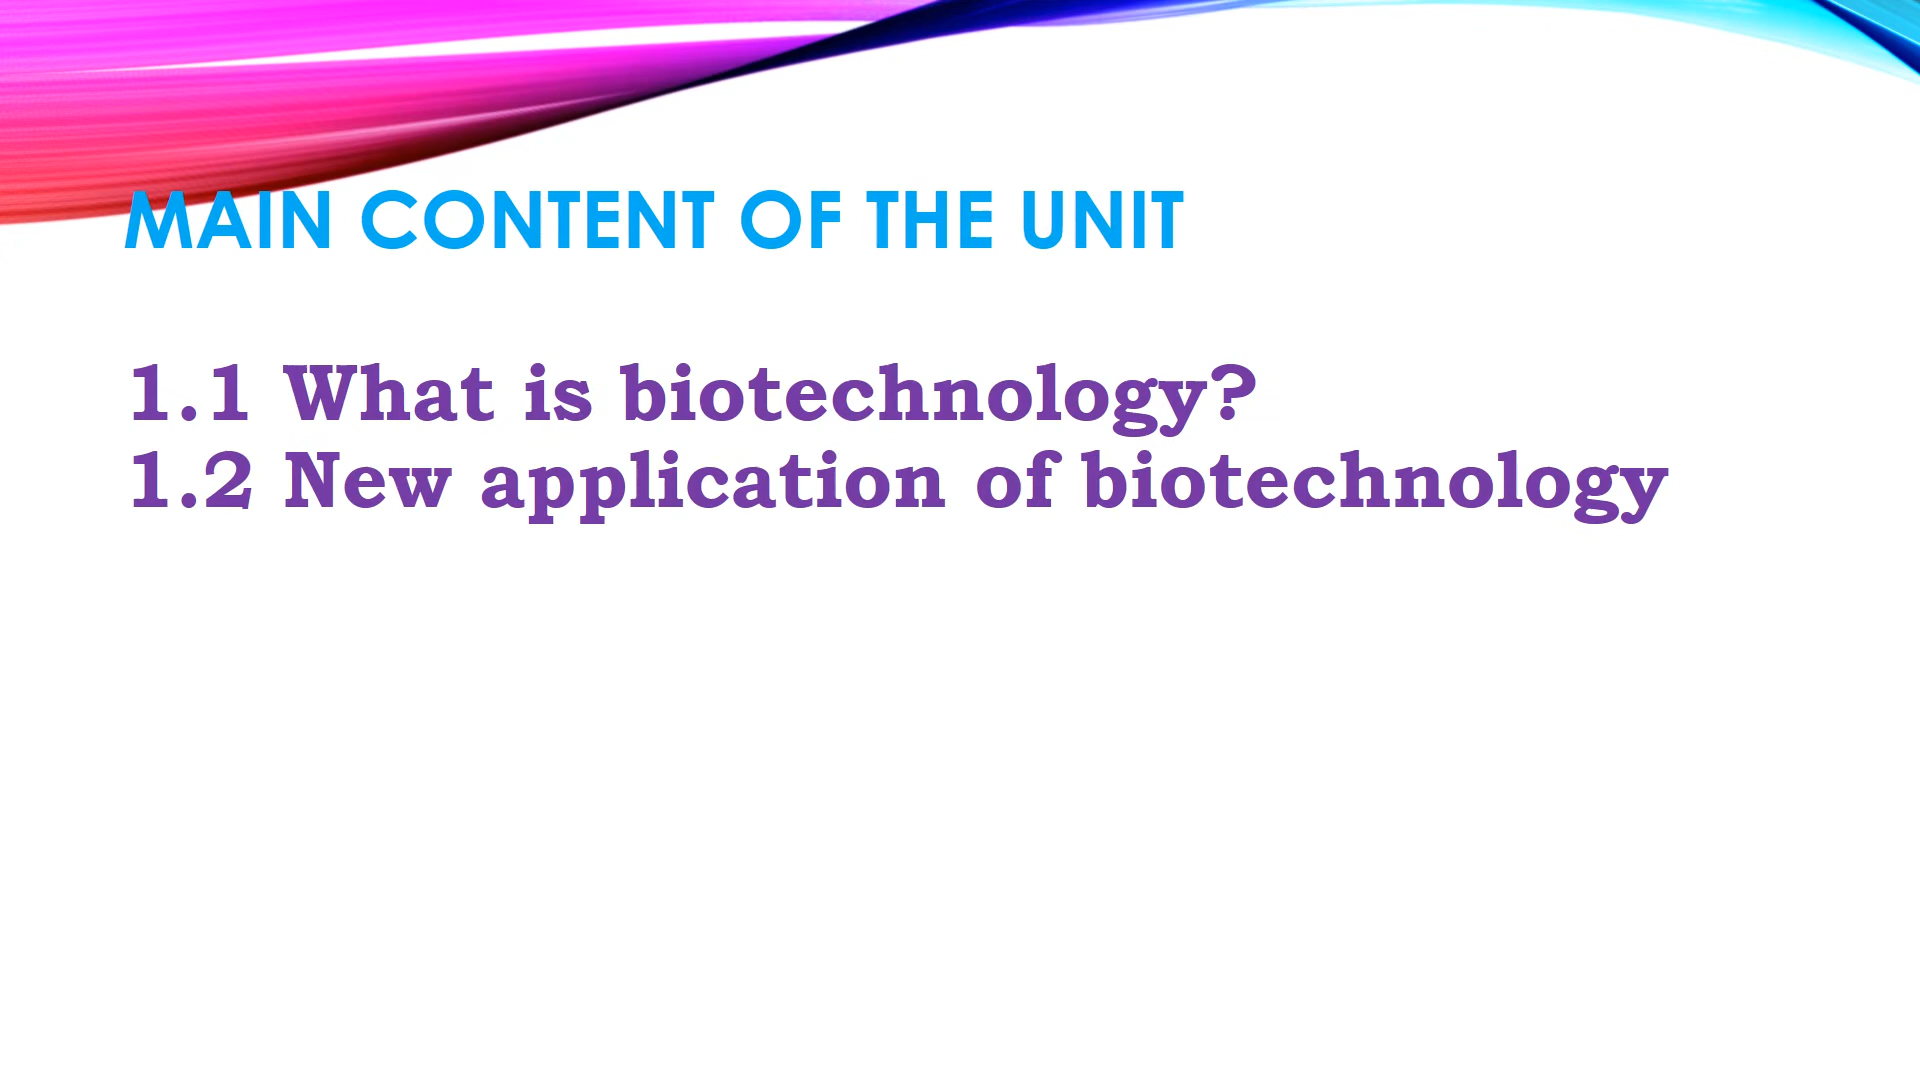 MAIN CONTENT OF THE UNIT
1.1 What is biotechnology?
1.2 New application of biotechnology